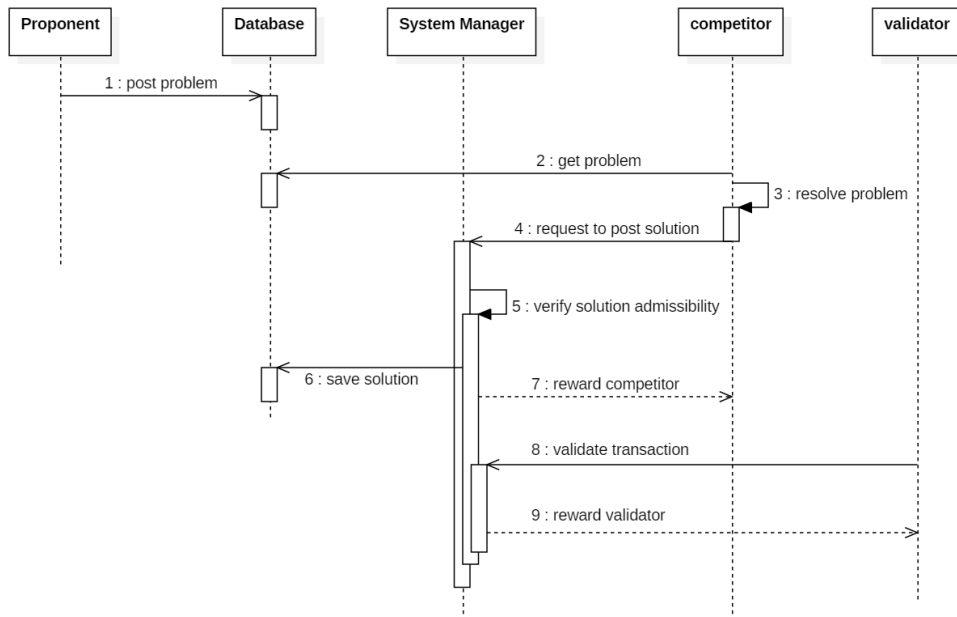 Proponent
Database
System Manager
competitor
validator
1 : post problem
2 : get problem
3 : resolve problem
4 : request to post solution
5 : verify solution admissibility
6 : save solution
7 : reward competitor
8 : validate transaction
9 : reward validator